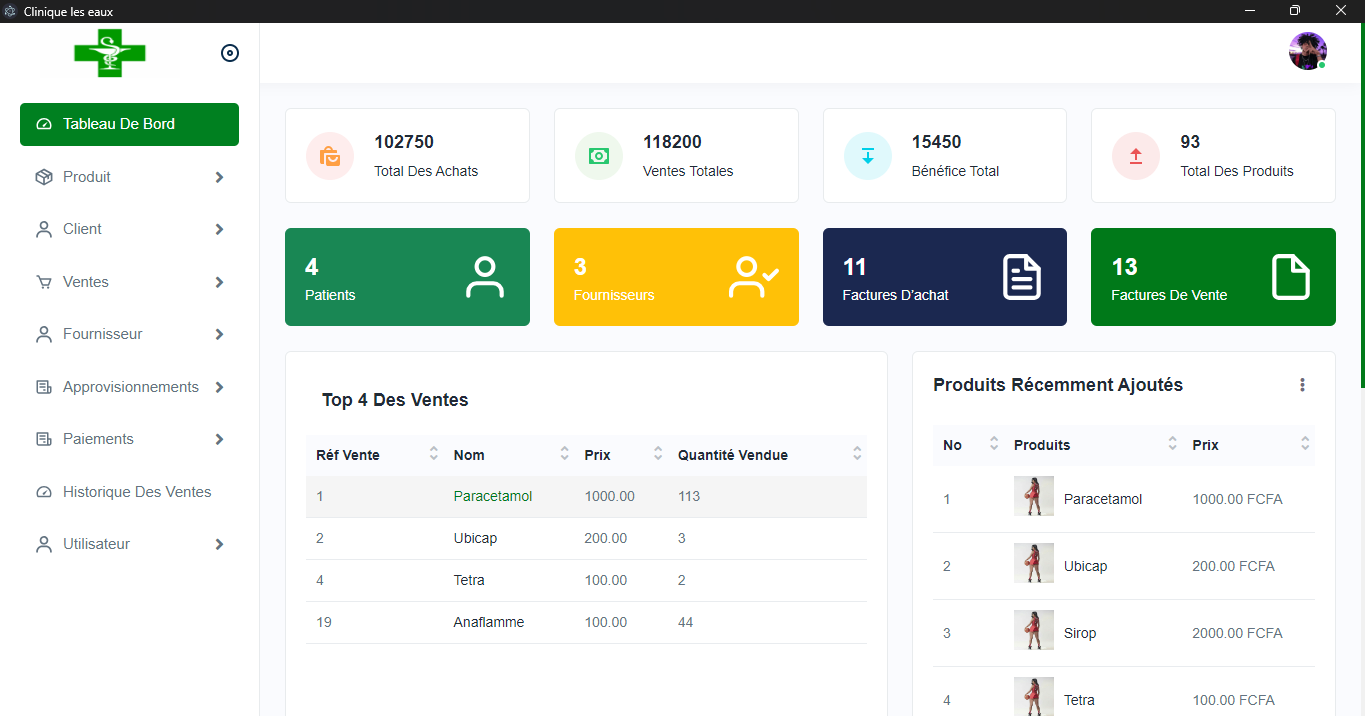 Clinique les eaux
Tableau De Bord
Produit
Client
Ventes
Fournisseur
Approvisionnements
Paiements
Historique Des Ventes
Utilisateur
102750
Total Des Achats
118200
Ventes Totales
15450
Bénéfice Total
93
Total Des Produits
4
Patients
3
Fournisseurs
11
Factures D'achat
13
Factures De Vente
Top 4 Des Ventes
Réf Vente Nom Prix Quantité Vendue
1 Paracetamol 1000.00 113
2 Ubicap 200.00 3
4 Tetra 100.00 2
19 Anaflamme 100.00 44
Produits Récemment Ajoutés
No Produits Prix
1 Paracetamol 1000.00 FCFA
2 Ubicap 200.00 FCFA
3 Sirop 2000.00 FCFA
4 Tetra 100.00 FCFA